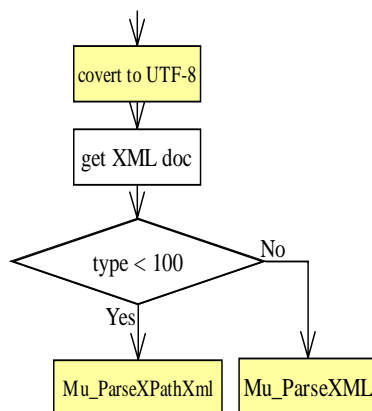 covert to UTF-8
get XML doc
type < 100
No
Yes
Mu_ParseXPathXml
Mu_ParseXML